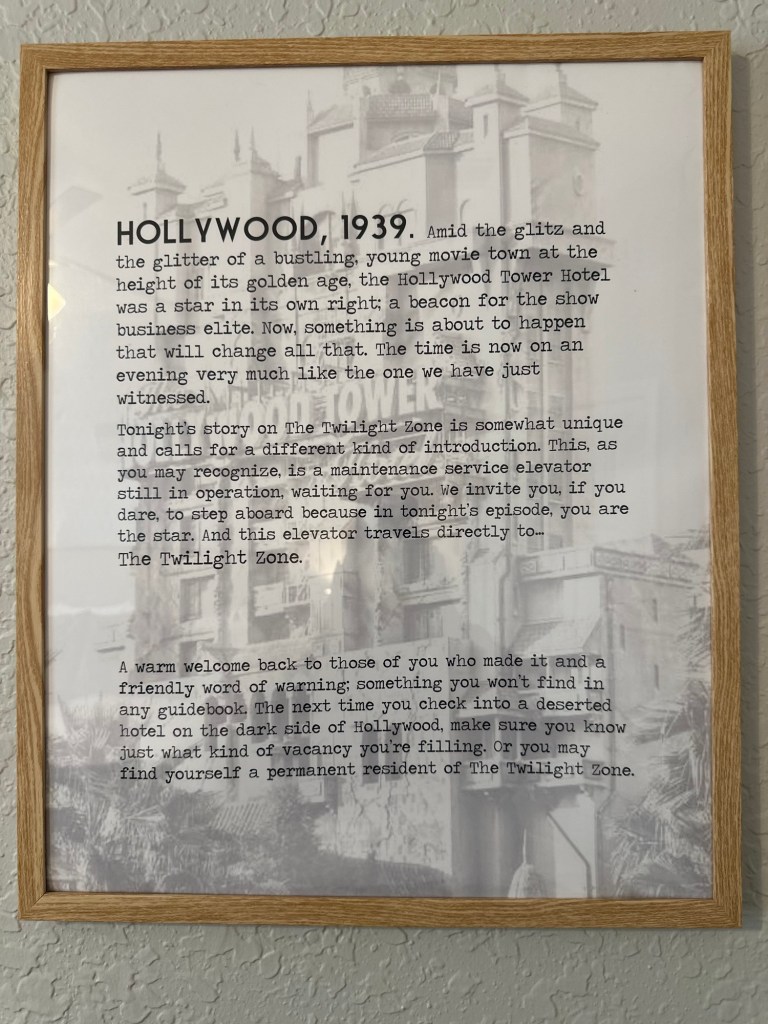 HOLLYWOOD, 1939. Amid the glitz and
the glitter of a bustling, young movie town at the
height of its golden age, the Hollywood Tower Hotel
was a star in its own right; a beacon for the show
business elite. Now, something is about to happen
that will change all that. The time is now on an
evening very much like the one we have just
witnessed.
WOOD TOWER
Tonight's story on The Twilight Zone is somewhat unique
and calls for a different kind of introduction. This, as
you may recognize, is a maintenance service elevator
still in operation, waiting for you. We invite you, if you
dare, to step aboard because in tonight's episode, you are
the star. And this elevator travels directly to…
The Twilight Zone.
A warm welcome back to those of you who made it and a
friendly word of warning; something you won't find in
any guidebook. The next time you check into a deserted
hotel on the dark side of Hollywood, make sure you know
just what kind of vacancy you're filling. Or you may
find yourself a permanent resident of The Twilight Zone.